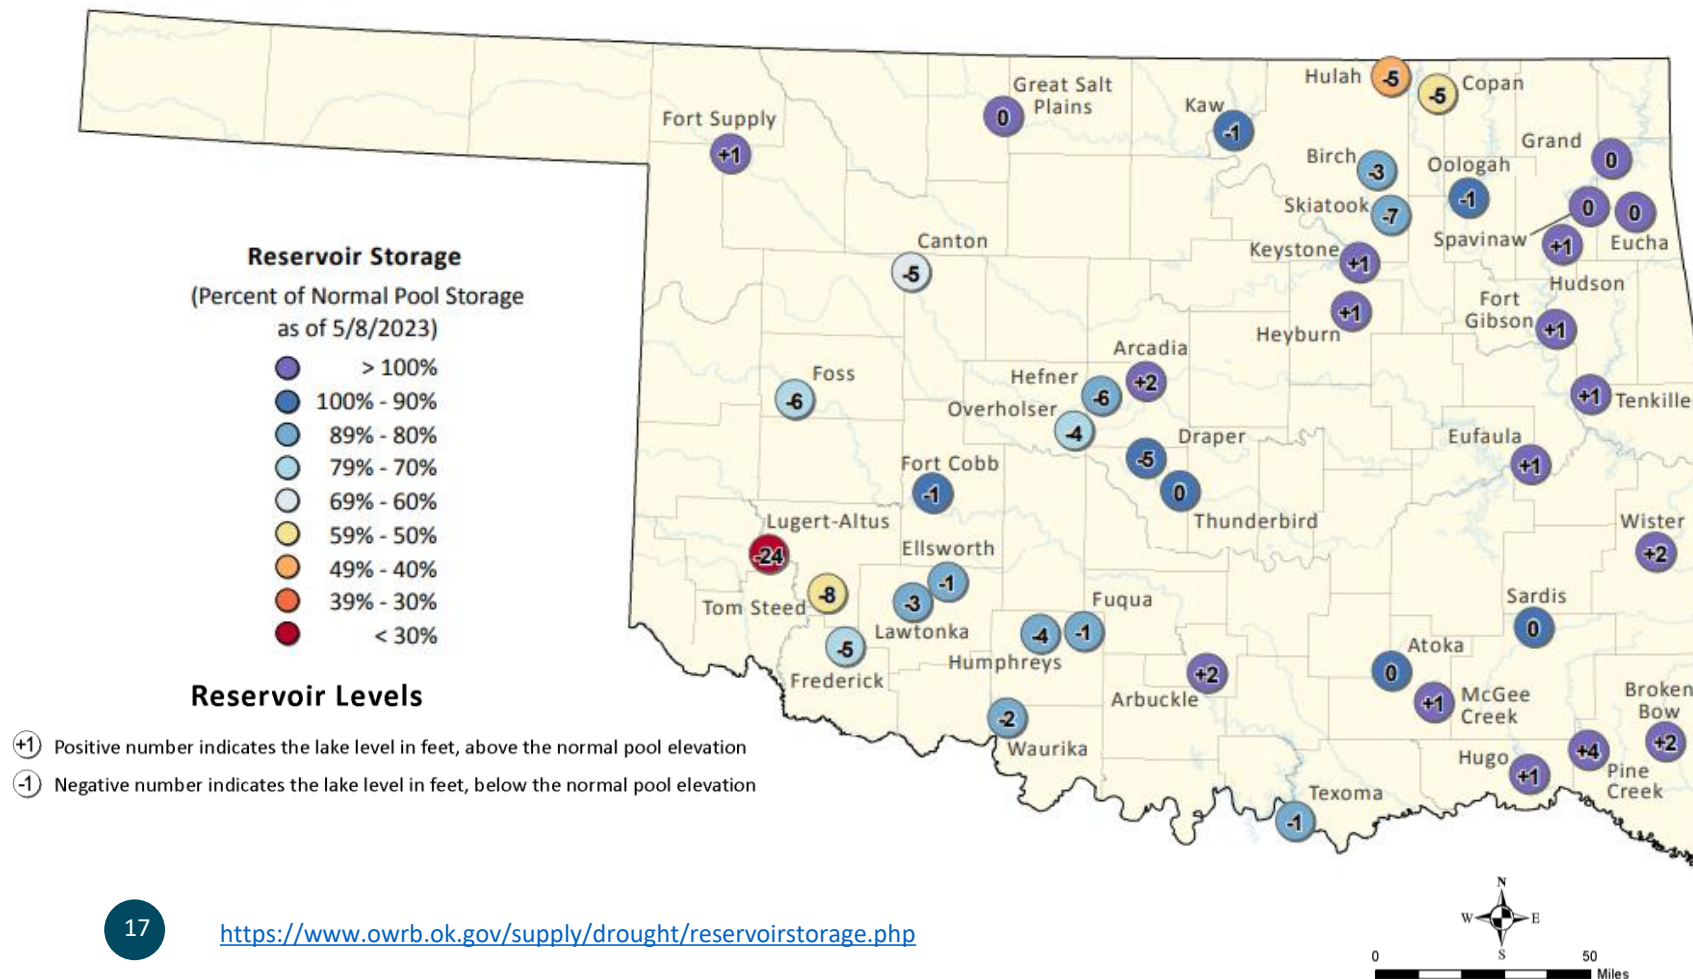 Hulah
-5
-5
Copan
Great Salt
Plains
0
Kaw
-1
Fort Supply
+1
Grand
0
Birch
-3
Oologah
-1
Skiatook
-7
0
0
Spavinaw
Eucha
+1
Hudson
Canton
-5
Keystone
+1
+1
Heyburn
Fort
Gibson
+1
Reservoir Storage
(Percent of Normal Pool Storage
as of 5/8/2023)
> 100%
100% - 90%
89% - 80%
79% - 70%
69% - 60%
59% - 50%
49% - 40%
39% - 30%
< 30%
Arcadia
+2
Hefner
-6
Foss
-6
Overholser
-4
+1
Tenkille
Draper
-5
Eufaula
+1
Fort Cobb
-1
0
Thunderbird
Lugert-Altus
-24
Wister
+2
Ellsworth
-1
Tom Steed
-8
-3
Lawtonka
Fuqua
-4
-1
Humphreys
Sardis
0
-5
Frederick
Atoka
0
Arbuckle
+2
+1
McGee
Creek
Broken
Bow
+2
-2
Waurika
Hugo
+1
+4
Pine
Creek
Texoma
-1
Reservoir Levels
+1 Positive number indicates the lake level in feet, above the normal pool elevation
-1 Negative number indicates the lake level in feet, below the normal pool elevation
N
W E
S
0 50
Miles
17
https://www.owrb.ok.gov/supply/drought/reservoirstorage.php